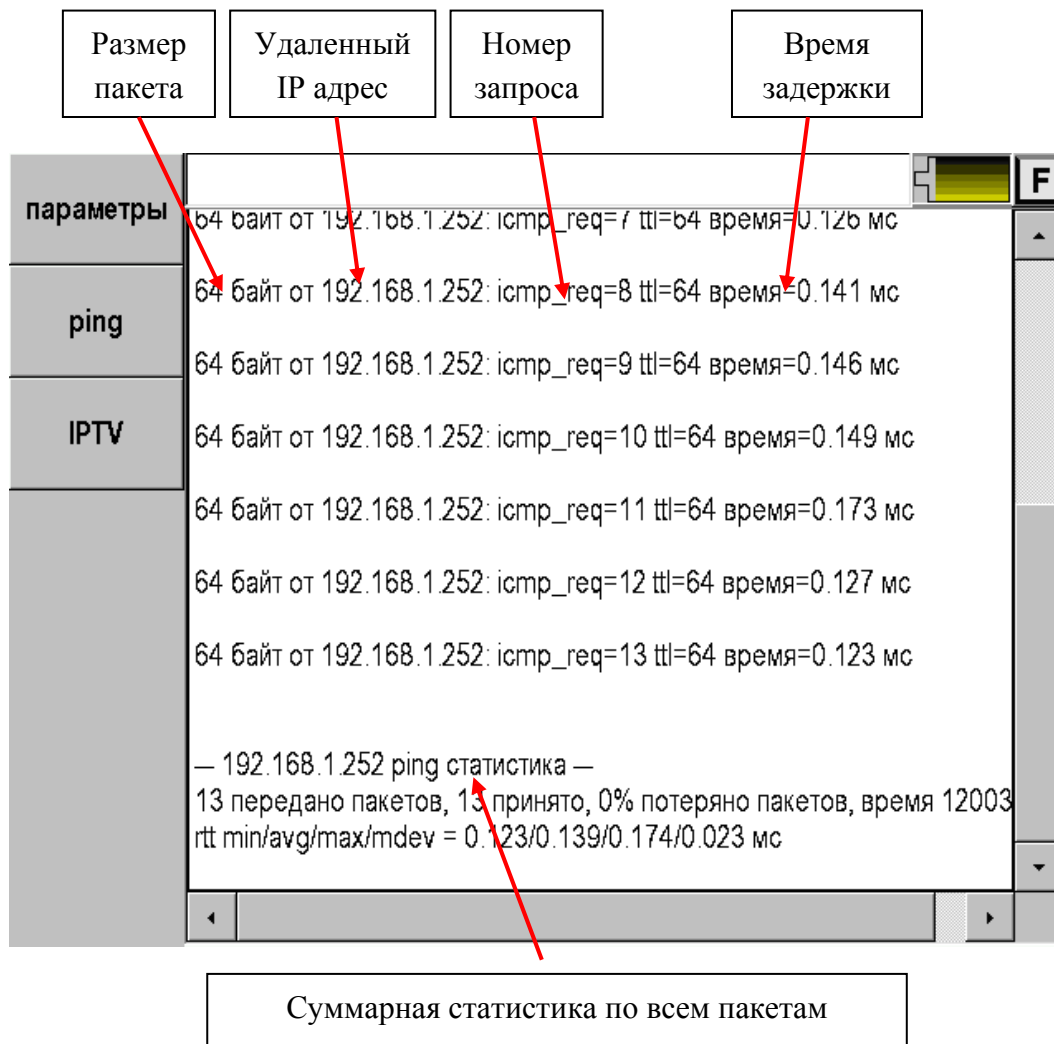 Размер
пакета
Удаленный
IP адрес
Номер
запроса
Время
задержки
F
параметры
ping
IPTV
64 байт от 192.168.1.252: icmp_req=7 ttl=64 время=0.126 мс
64 байт от 192.168.1.252: icmp_req=8 ttl=64 время=0.141 мс
64 байт от 192.168.1.252: icmp_req=9 ttl=64 время=0.146 мс
64 байт от 192.168.1.252: icmp_req=10 ttl=64 время=0.149 мс
64 байт от 192.168.1.252: icmp_req=11 ttl=64 время=0.173 мс
64 байт от 192.168.1.252: icmp_req=12 ttl=64 время=0.127 мс
64 байт от 192.168.1.252: icmp_req=13 ttl=64 время=0.123 мс
— 192.168.1.252 ping статистика —
13 передано пакетов, 13 принято, 0% потеряно пакетов, время 12003
rtt min/avg/max/mdev = 0.123/0.139/0.174/0.023 мс
Суммарная статистика по всем пакетам